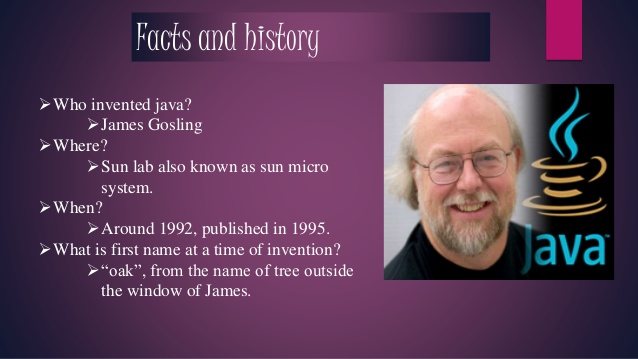 Facts and history
➢Who invented java?
➢James Gosling
➢Where?
➢Sun lab also known as sun micro
system.
➢When?
➢Around 1992, published in 1995.
➢What is first name at a time of invention?
➢“oak”, from the name of tree outside
the window of James.
Java™